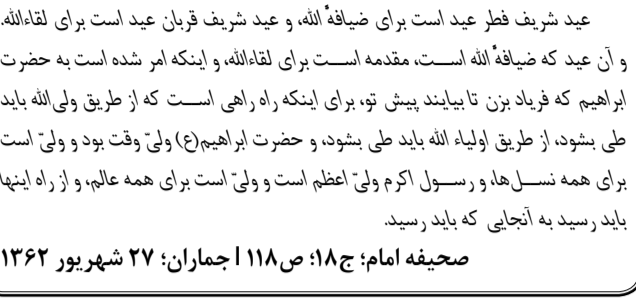 عید شریف فطر عید است برای ضیافةُ الله، و عید شریف قربان عید است برای لقاءالله.
و آن عید که ضیافةُ الله است، مقدمه است برای لقاءالله، و اینکه امر شده است به حضرت
ابراهیم که فریاد بزن تا بیایند پیش تو، برای اینکه راه راهی است که از طریق ولی‌الله باید
طی بشود، از طریق اولیاء الله باید طی بشود، و حضرت ابراهیم(ع) ولیّ وقت بود و ولیّ است
برای همه نسل‌ها، و رسول اکرم ولیّ اعظم است و ولیّ است برای همه عالم، و از راه اینها
باید رسید به آنجایی که باید رسید.
صحیفه امام؛ ج۱۸؛ ص۱۱۸ | جماران؛ ۲۷ شهریور ۱۳۶۲